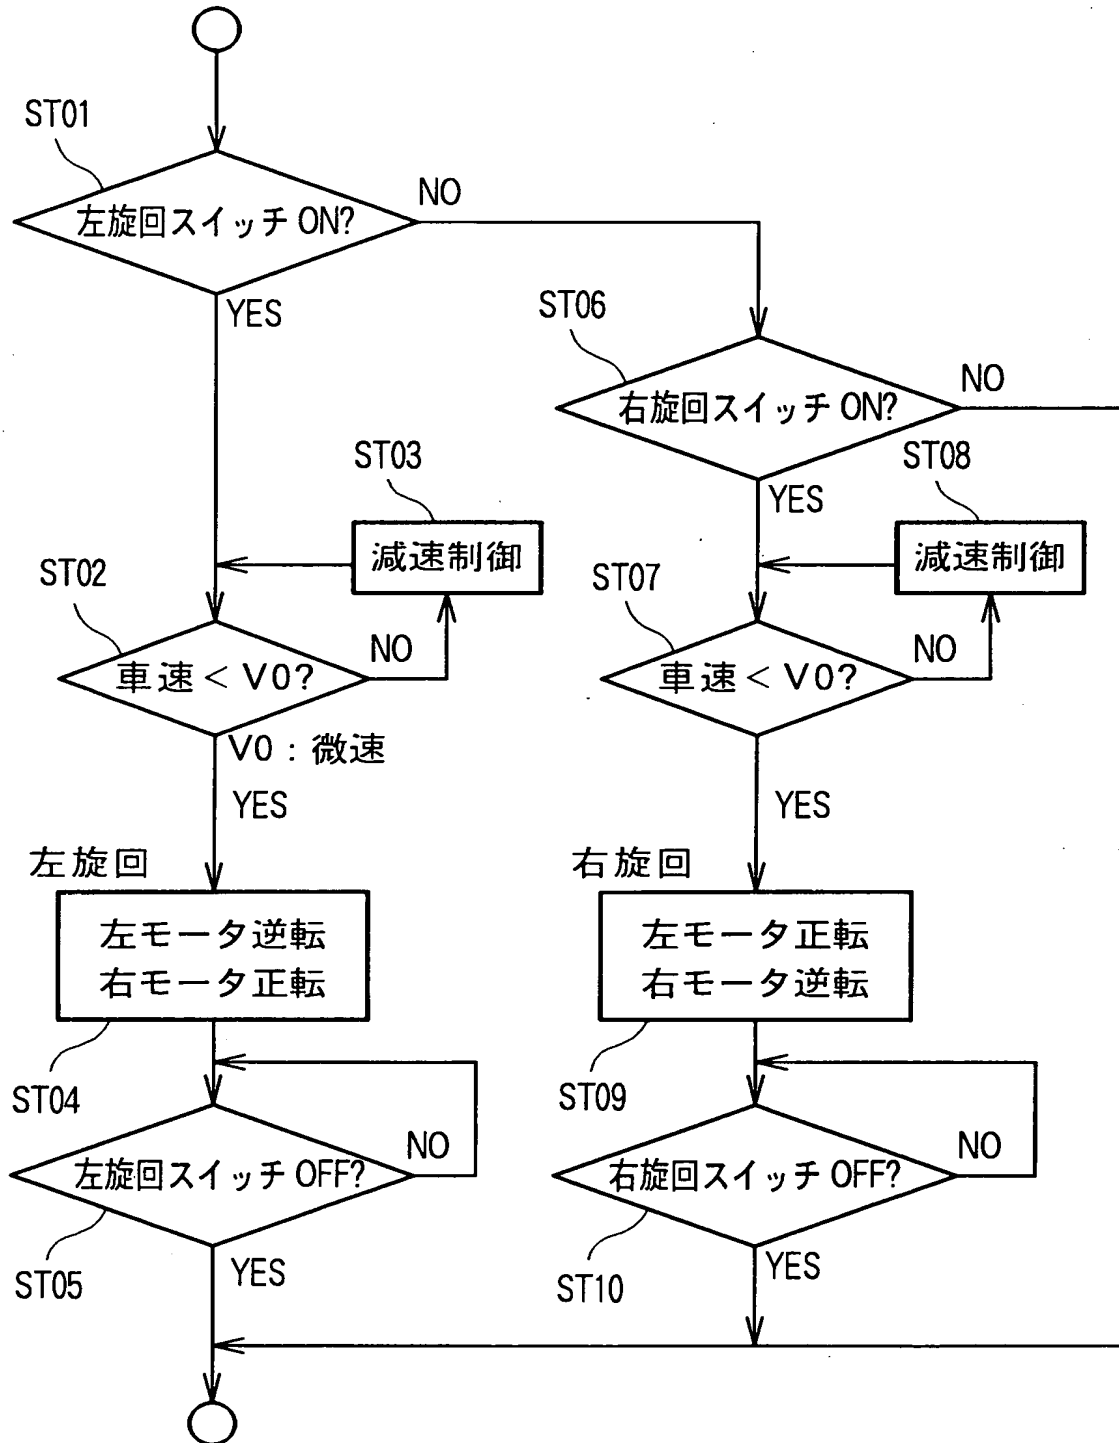 ST01
左旋回スイッチ ON?
NO
YES
ST06
右旋回スイッチ ON?
NO
YES
ST03
減速制御
ST08
減速制御
ST02
車速 < V0?
NO
V0 : 微速
YES
ST07
車速 < V0?
NO
YES
左旋回
左モータ逆転
右モータ正転
ST04
右旋回
左モータ正転
右モータ逆転
ST09
左旋回スイッチ OFF?
NO
ST05
YES
右旋回スイッチ OFF?
NO
ST10
YES